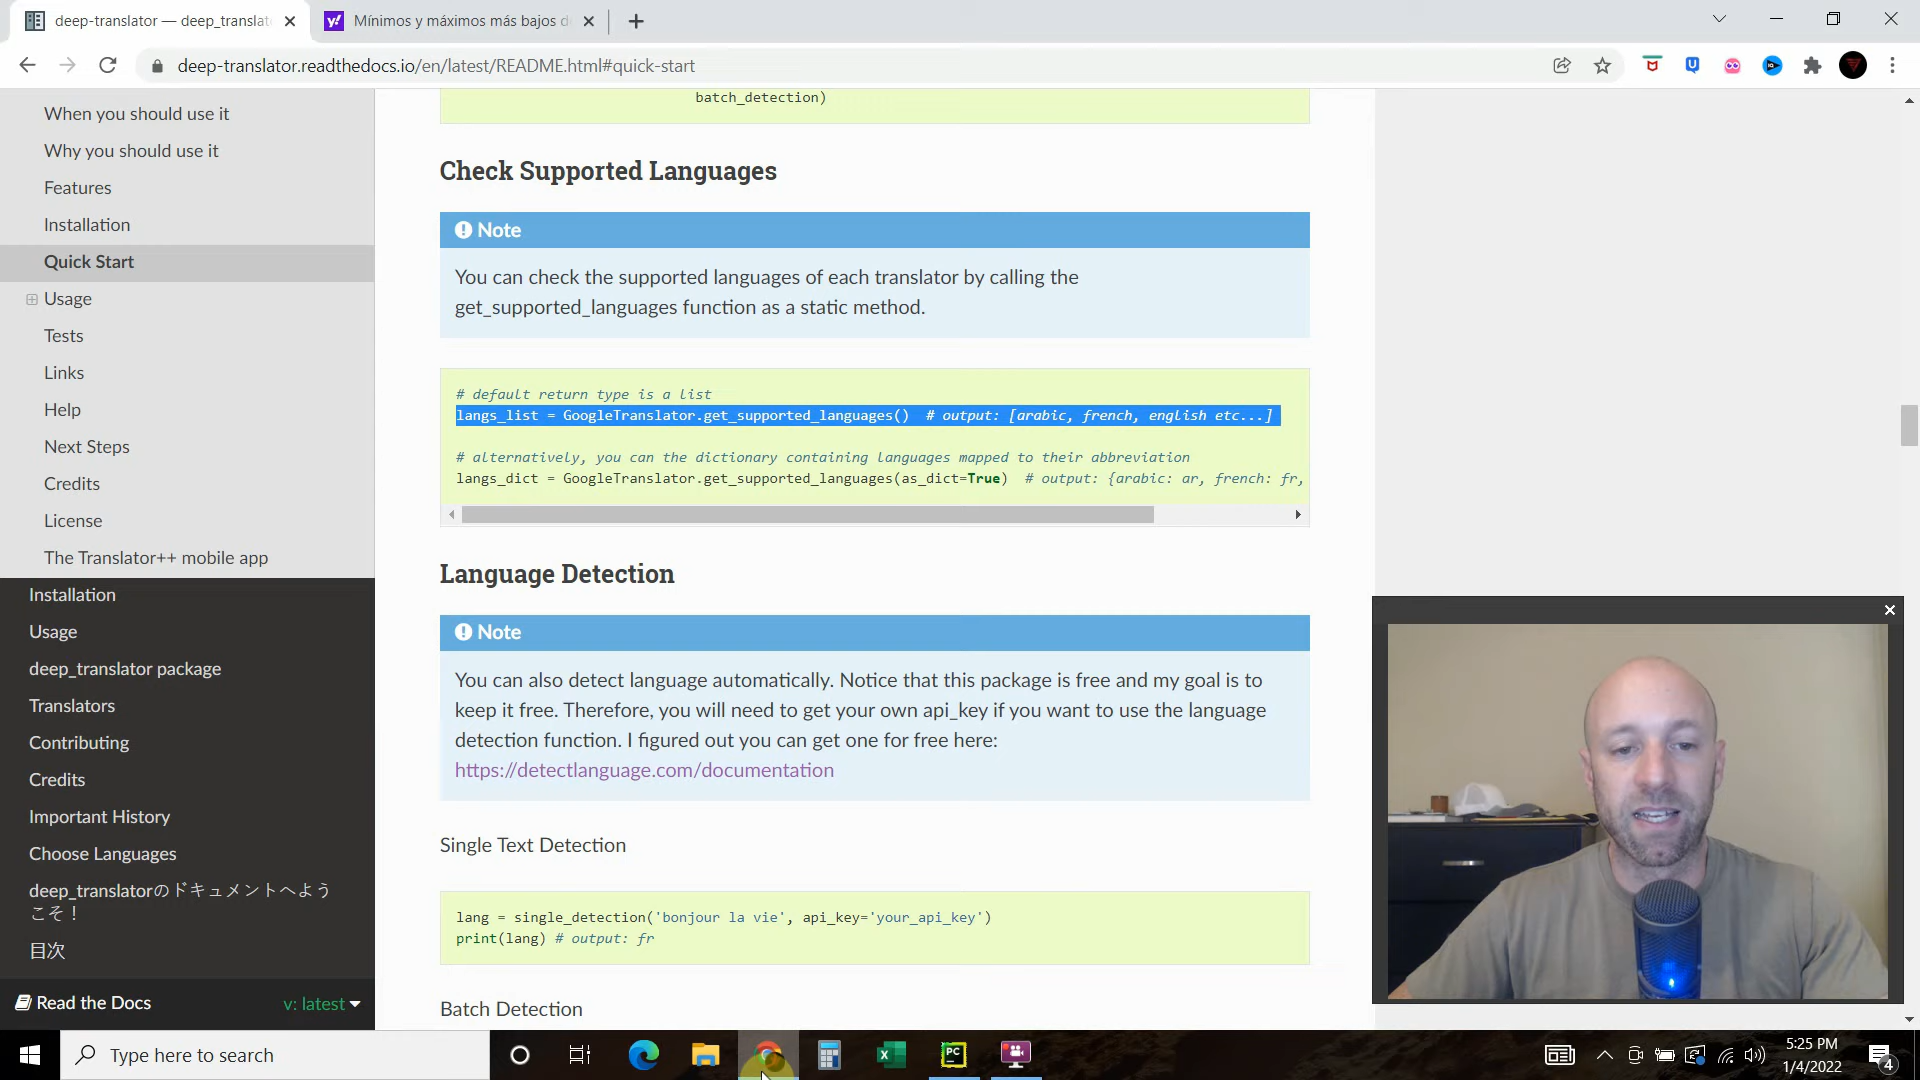 deep-translator — deep_translat
Mínimos y máximos más bajos d
deep-translator.readthedocs.io/en/latest/README.html#quick-start
When you should use it
Why you should use it
Features
Installation
Quick Start
Usage
Tests
Links
Help
Next Steps
Credits
License
The Translator++ mobile app
Installation
Usage
deep_translator package
Translators
Contributing
Credits
Important History
Choose Languages
deep_translatorのドキュメントへよう
こそ！
目次
Read the Docs
v: latest
batch_detection)
Check Supported Languages
Note
You can check the supported languages of each translator by calling the
get_supported_languages function as a static method.
# default return type is a list
langs_list = GoogleTranslator.get_supported_languages()  # output: [arabic, french, english etc...]
# alternatively, you can the dictionary containing languages mapped to their abbreviation
langs_dict = GoogleTranslator.get_supported_languages(as_dict=True)  # output: {arabic: ar, french: fr,
Language Detection
Note
You can also detect language automatically. Notice that this package is free and my goal is to
keep it free. Therefore, you will need to get your own api_key if you want to use the language
detection function. I figured out you can get one for free here:
https://detectlanguage.com/documentation
Single Text Detection
lang = single_detection('bonjour la vie', api_key='your_api_key')
print(lang) # output: fr
Batch Detection
Type here to search
5:25 PM
1/4/2022
4